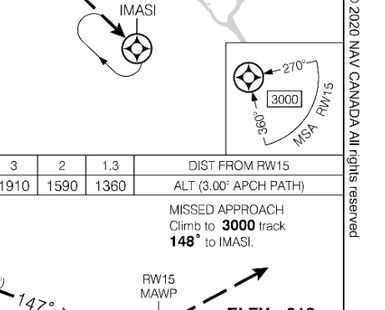 IMASI
270°
3000
360°
MSA RW15
© 2020 NAV CANADA All rights reserved
3 2 1.3 DIST FROM RW15
1910 1590 1360 ALT (3.00° APCH PATH)
MISSED APPROACH
Climb to 3000 track
148° to IMASI.
RW15
MAWP
147°